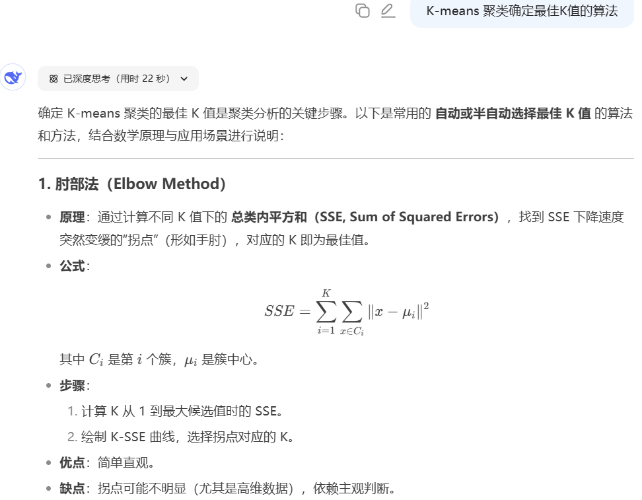 K-means 聚类确定最佳K值的算法
已深度思考（用时 22 秒）
确定 K-means 聚类的最佳 K 值是聚类分析的关键步骤。以下是常用的 自动或半自动选择最佳 K 值 的算法
和方法，结合数学原理与应用场景进行说明：
1. 肘部法（Elbow Method）
• 原理：通过计算不同 K 值下的 总类内平方和（SSE, Sum of Squared Errors），找到 SSE 下降速度
突然变缓的“拐点”（形如手肘），对应的 K 即为最佳值。
• 公式：
$SSE = \sum_{i=1}^{K} \sum_{x \in C_i} \|x - \mu_i\|^2$
其中 $C_i$ 是第 $i$ 个簇，$\mu_i$ 是簇中心。
• 步骤：
1. 计算 K 从 1 到最大候选值时的 SSE。
2. 绘制 K-SSE 曲线，选择拐点对应的 K。
• 优点：简单直观。
• 缺点：拐点可能不明显（尤其是高维数据），依赖主观判断。